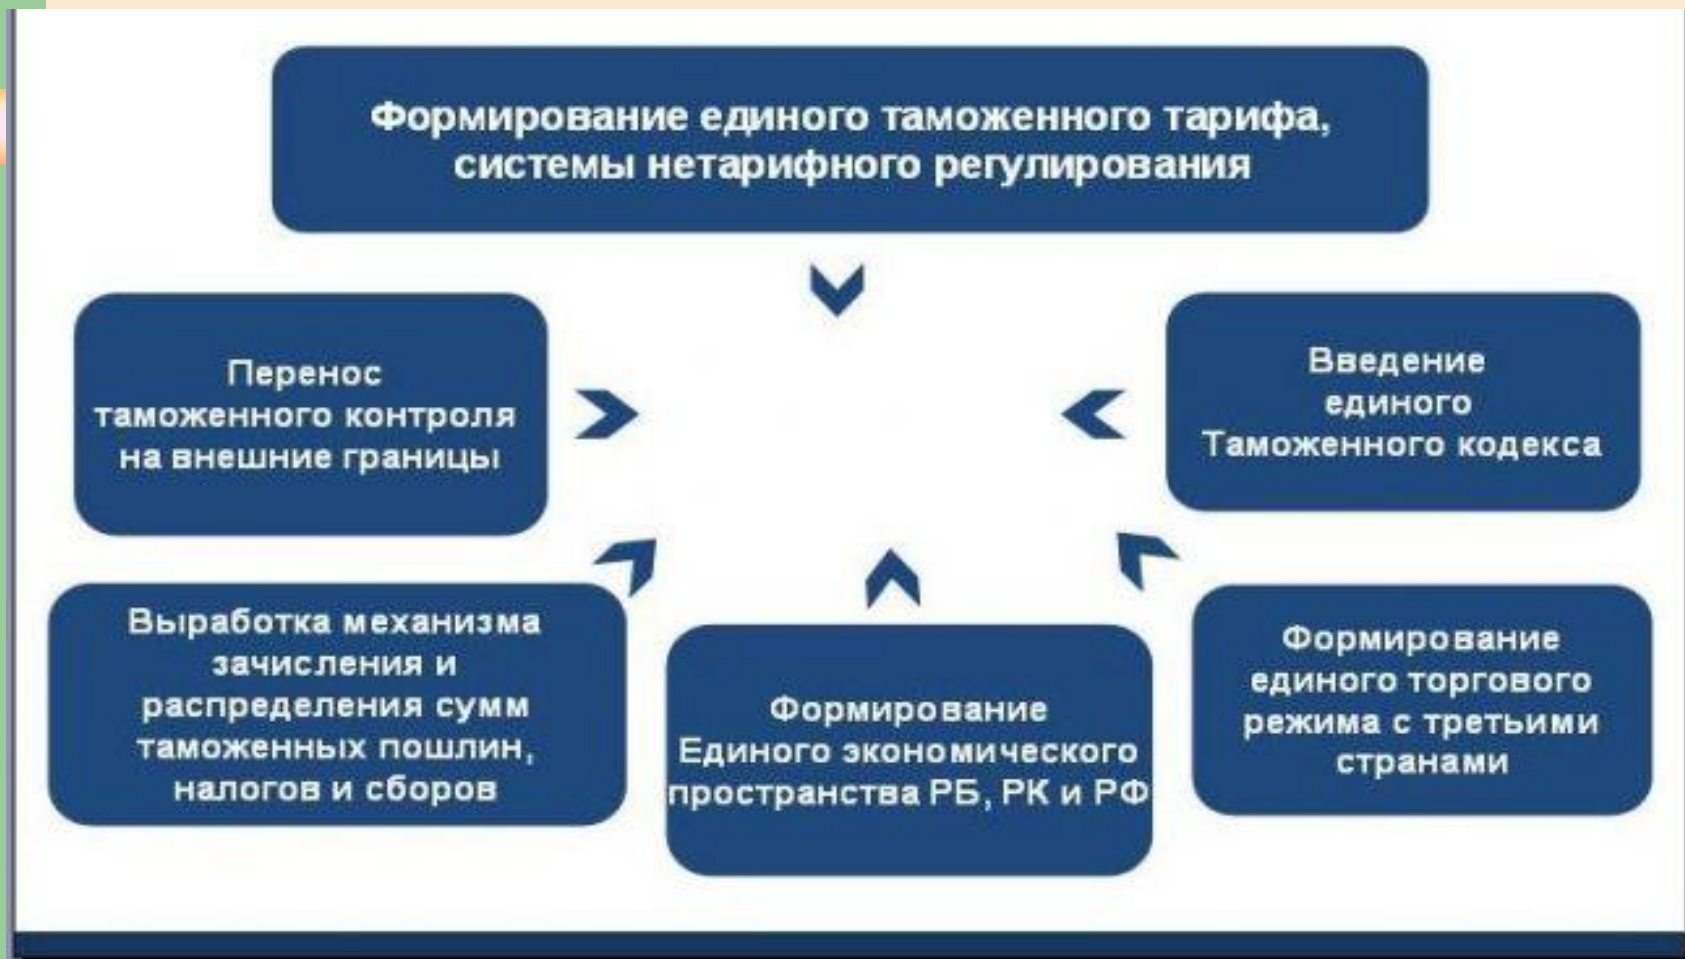 Формирование единого таможенного тарифа,
системы нетарифного регулирования
Перенос
таможенного контроля
на внешние границы
Введение
единого
Таможенного кодекса
Выработка механизма
зачисления и
распределения сумм
таможенных пошлин,
налогов и сборов
Формирование
Единого экономического
пространства РБ, РК и РФ
Формирование
единого торгового
режима с третьими
странами